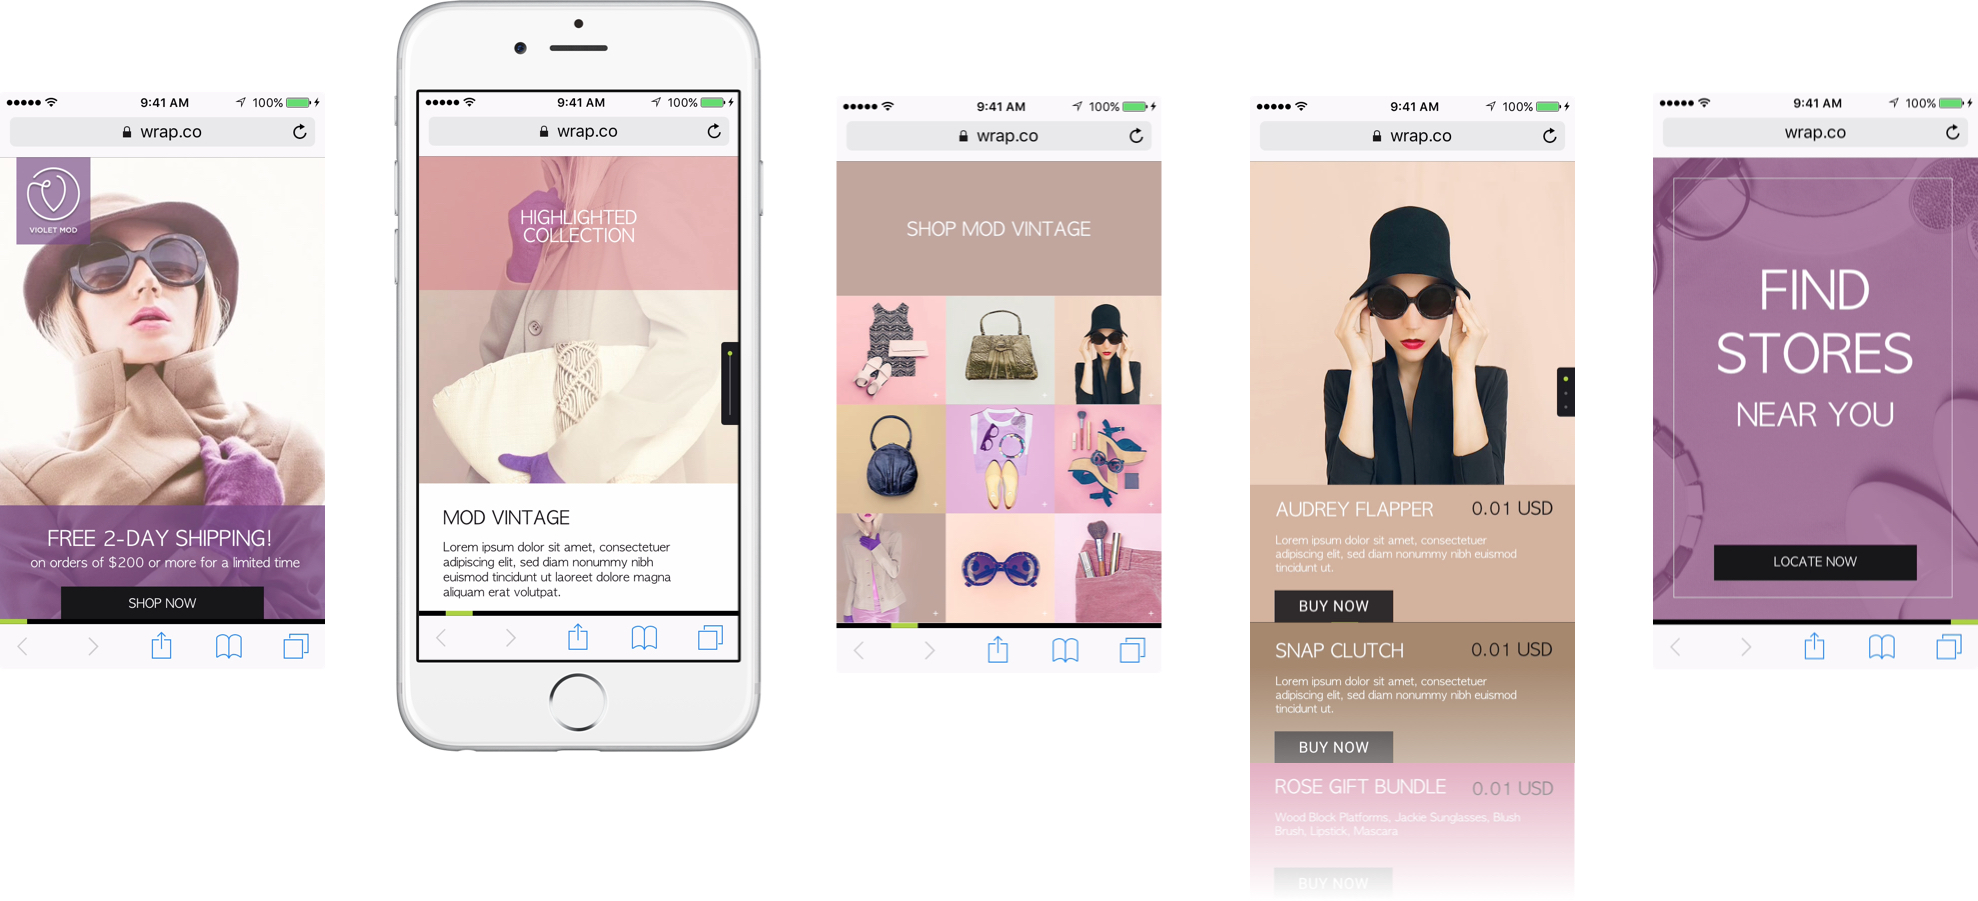 9:41 AM
100%
wrap.co
VIOLET MOD
FREE 2-DAY SHIPPING!
on orders of $200 or more for a limited time
SHOP NOW
9:41 AM
100%
wrap.co
HIGHLIGHTED
COLLECTION
MOD VINTAGE
Lorem ipsum dolor sit amet, consectetuer
adipiscing elit, sed diam nonummy nibh
euismod tincidunt ut laoreet dolore magna
aliquam erat volutpat.
9:41 AM
100%
wrap.co
SHOP MOD VINTAGE
9:41 AM
100%
wrap.co
AUDREY FLAPPER 0.01 USD
Lorem ipsum dolor sit amet, consectetuer
adipiscing elit, sed diam nonummy nibh euismod
tincidunt ut.
BUY NOW
SNAP CLUTCH 0.01 USD
Lorem ipsum dolor sit amet, consectetuer
adipiscing elit, sed diam nonummy nibh euismod
tincidunt ut.
BUY NOW
ROSE GIFT BUNDLE 0.01 USD
Wood Block Platforms, Jackie Sunglasses, Blush
Brush, Lipstick, Mascara
BUY NOW
9:41 AM
100%
wrap.co
FIND
STORES
NEAR YOU
LOCATE NOW